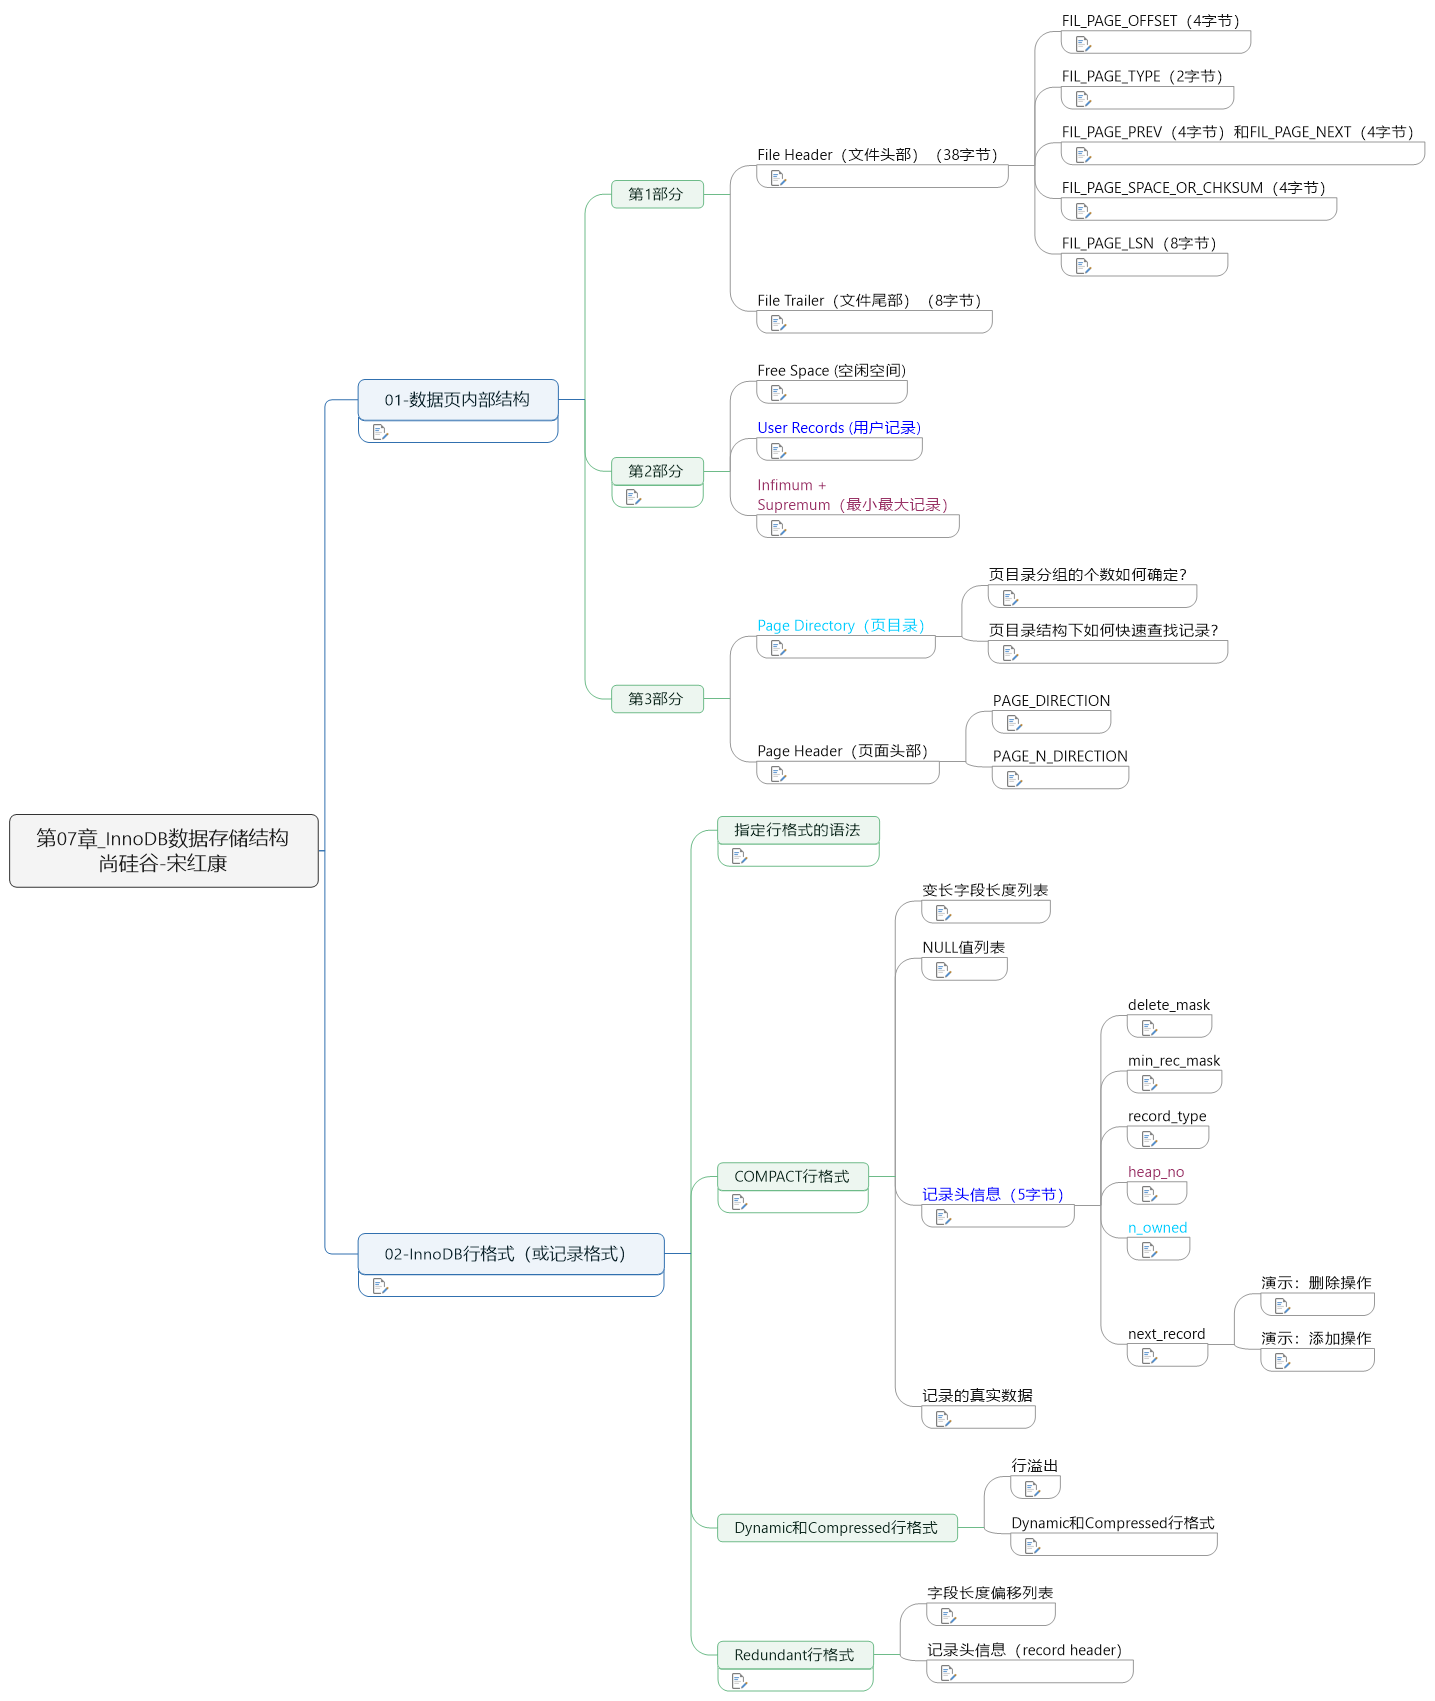 第07章_InnoDB数据存储结构
尚硅谷-宋红康
01-数据页内部结构
第1部分
File Header（文件头部）（38字节）
FIL_PAGE_OFFSET（4字节）
FIL_PAGE_TYPE（2字节）
FIL_PAGE_PREV（4字节）和FIL_PAGE_NEXT（4字节）
FIL_PAGE_SPACE_OR_CHKSUM（4字节）
FIL_PAGE_LSN（8字节）
File Trailer（文件尾部）（8字节）
第2部分
Free Space (空闲空间)
User Records (用户记录)
Infimum +
Supremum（最小最大记录）
第3部分
Page Directory（页目录）
页目录分组的个数如何确定？
页目录结构下如何快速查找记录？
Page Header（页面头部）
PAGE_DIRECTION
PAGE_N_DIRECTION
02-InnoDB行格式（或记录格式）
指定行格式的语法
COMPACT行格式
变长字段长度列表
NULL值列表
记录头信息（5字节）
delete_mask
min_rec_mask
record_type
heap_no
n_owned
next_record
演示：删除操作
演示：添加操作
记录的真实数据
Dynamic和Compressed行格式
行溢出
Dynamic和Compressed行格式
Redundant行格式
字段长度偏移列表
记录头信息（record header）